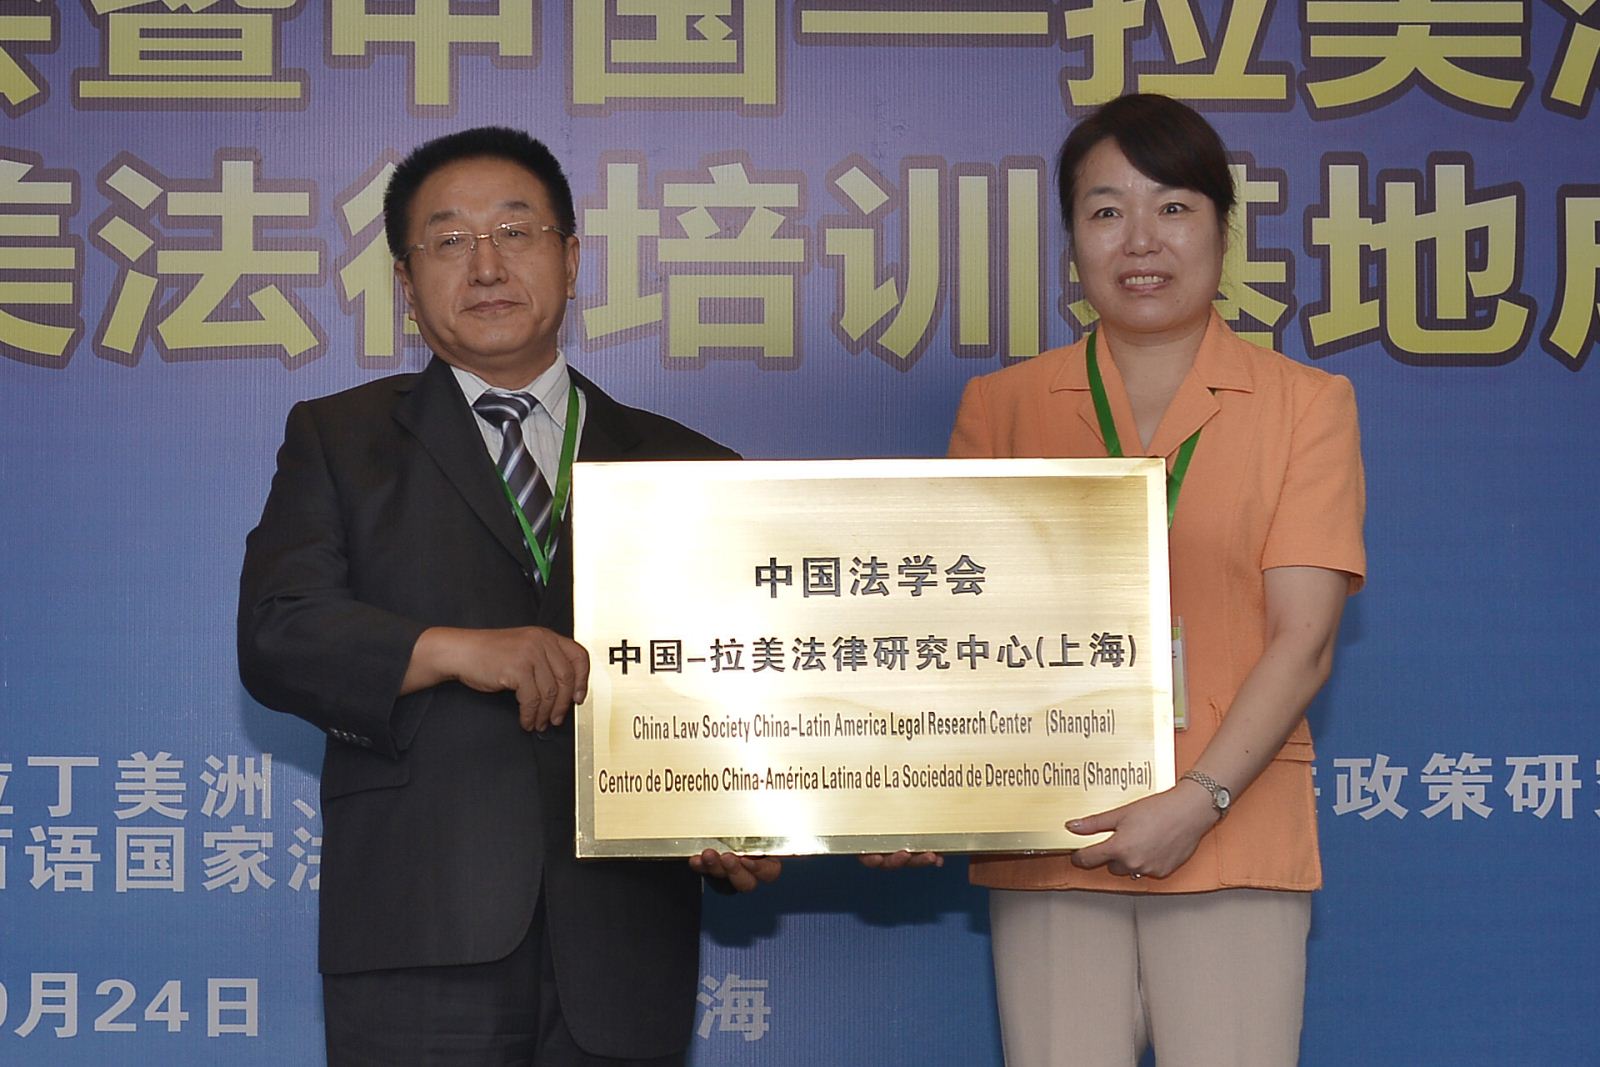 暨中国—拉美
美法律培训基地成
中国法学会
中国-拉美法律研究中心(上海)
China Law Society China-Latin America Legal Research Center (Shanghai)
Centro de Derecho China-América Latina de La Sociedad de Derecho China (Shanghai)
拉丁美洲、
政策研究
西语国家法
月24日
海